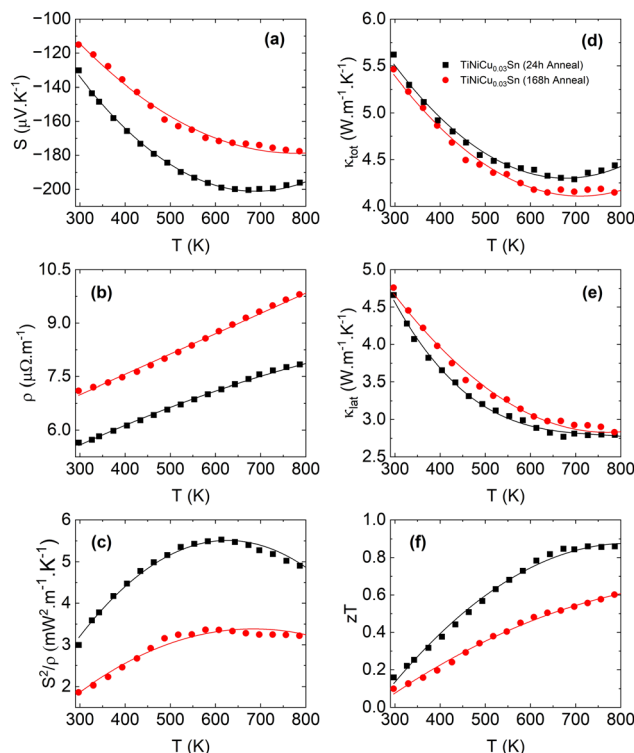 (a)
S (μV.K⁻¹)
−100
−120
−140
−160
−180
−200
300 400 500 600 700 800
T (K)
(d)
TiNiCu₀.₀₃Sn (24h Anneal)
TiNiCu₀.₀₃Sn (168h Anneal)
κtot (W.m⁻¹.K⁻¹)
6.0
5.5
5.0
4.5
4.0
300 400 500 600 700 800
T (K)
(b)
ρ (μΩ.m⁻¹)
10.5
9.0
7.5
6.0
300 400 500 600 700 800
T (K)
(e)
κlat (W.m⁻¹.K⁻¹)
5.0
4.5
4.0
3.5
3.0
2.5
300 400 500 600 700 800
T (K)
(c)
S²/ρ (mW².m⁻¹.K⁻¹)
6
5
3
2
300 400 500 600 700 800
T (K)
(f)
zT
1.0
0.8
0.6
0.4
0.2
0.0
300 400 500 600 700 800
T (K)